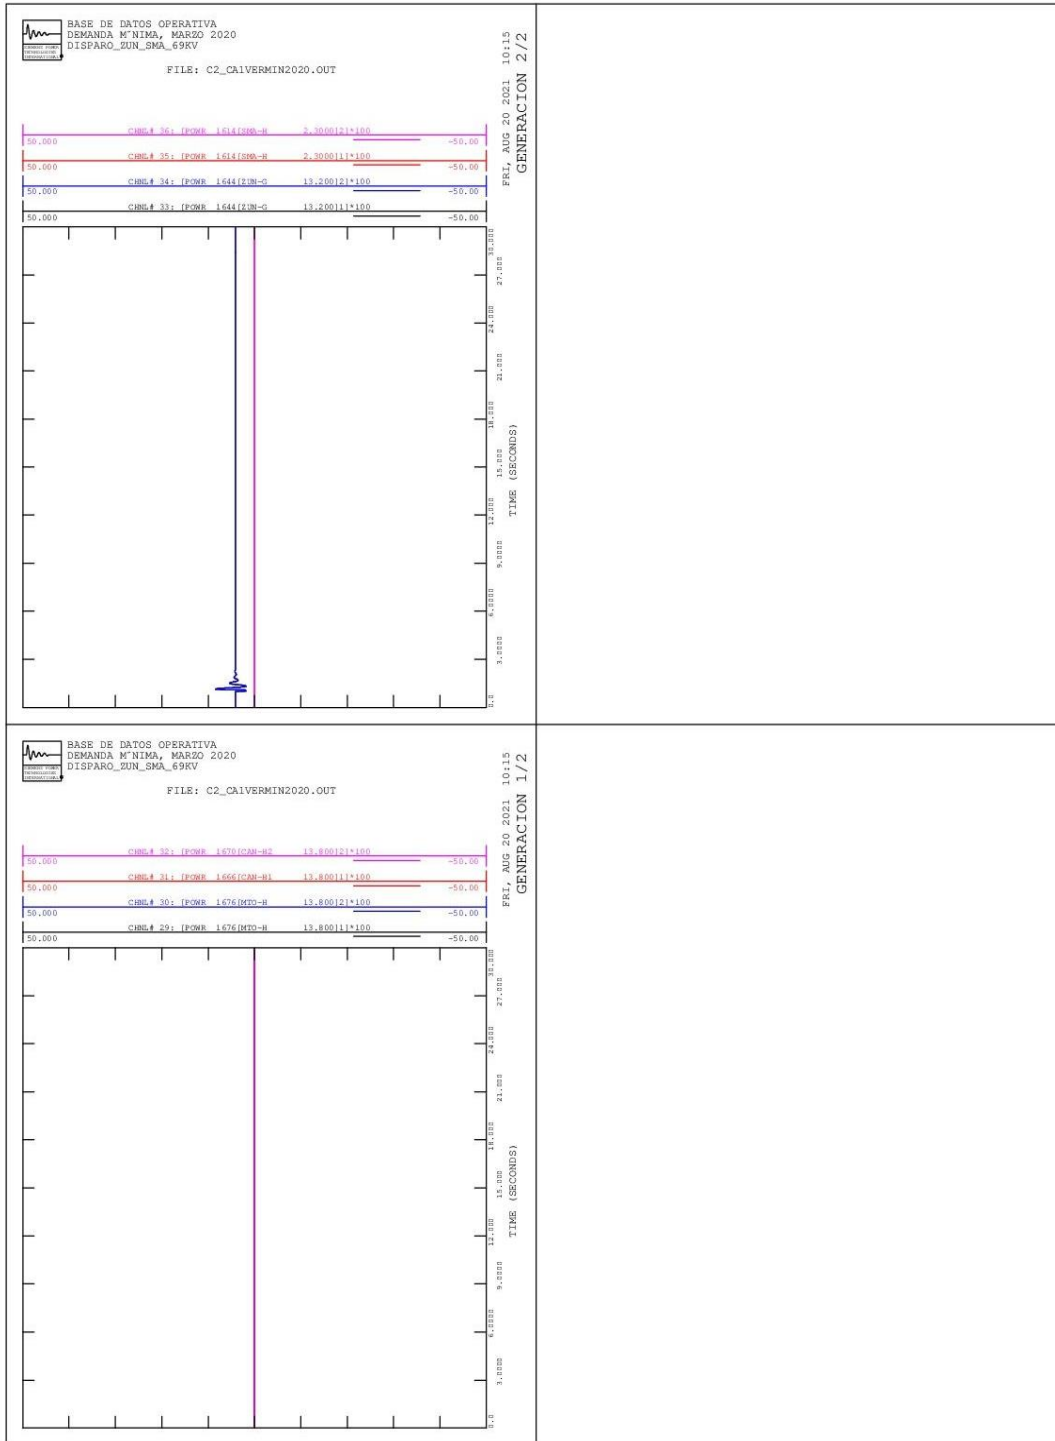 BASE DE DATOS OPERATIVA
DEMANDA M˜NIMA, MARZO 2020
DISPARO_ZUN_SMA_69KV
FILE: C2_CA1VERMIN2020.OUT
FRI, AUG 20 2021 10:15
GENERACION 2/2
CHNL# 36: [POWR 1614[SMA-H 2.3000]2]*100
50.000 -50.00
CHNL# 35: [POWR 1614[SMA-H 2.3000]1]*100
50.000 -50.00
CHNL# 34: [POWR 1644[ZUN-G 13.200]2]*100
50.000 -50.00
CHNL# 33: [POWR 1644[ZUN-G 13.200]1]*100
50.000 -50.00
30.000
27.000
24.000
21.000
18.000
15.000
12.000
9.0000
6.0000
3.0000
0.0
TIME (SECONDS)
BASE DE DATOS OPERATIVA
DEMANDA M˜NIMA, MARZO 2020
DISPARO_ZUN_SMA_69KV
FILE: C2_CA1VERMIN2020.OUT
FRI, AUG 20 2021 10:15
GENERACION 1/2
CHNL# 32: [POWR 1670[CAN-H2 13.800]2]*100
50.000 -50.00
CHNL# 31: [POWR 1666[CAN-H1 13.800]1]*100
50.000 -50.00
CHNL# 30: [POWR 1676[MTO-H 13.800]2]*100
50.000 -50.00
CHNL# 29: [POWR 1676[MTO-H 13.800]1]*100
50.000 -50.00
30.000
27.000
24.000
21.000
18.000
15.000
12.000
9.0000
6.0000
3.0000
0.0
TIME (SECONDS)